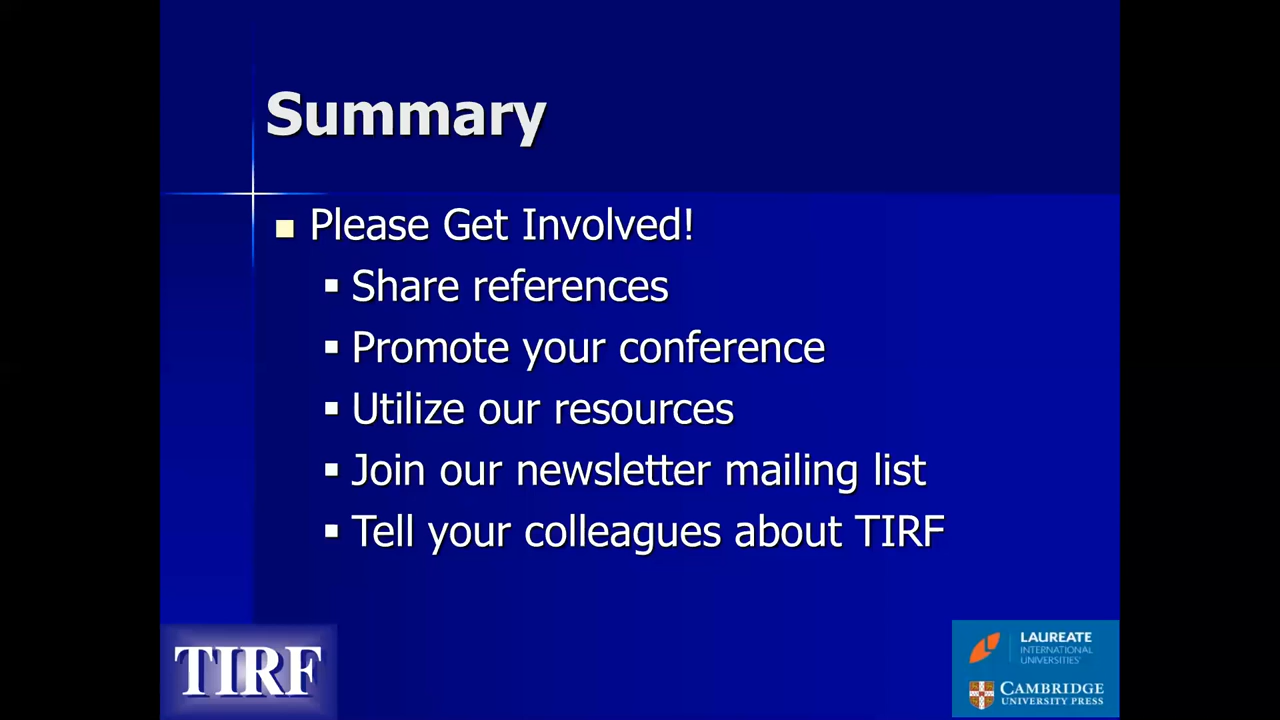 Summary
Please Get Involved!
Share references
Promote your conference
Utilize our resources
Join our newsletter mailing list
Tell your colleagues about TIRF
TIRF
LAUREATE
INTERNATIONAL
UNIVERSITIES
CAMBRIDGE
UNIVERSITY PRESS